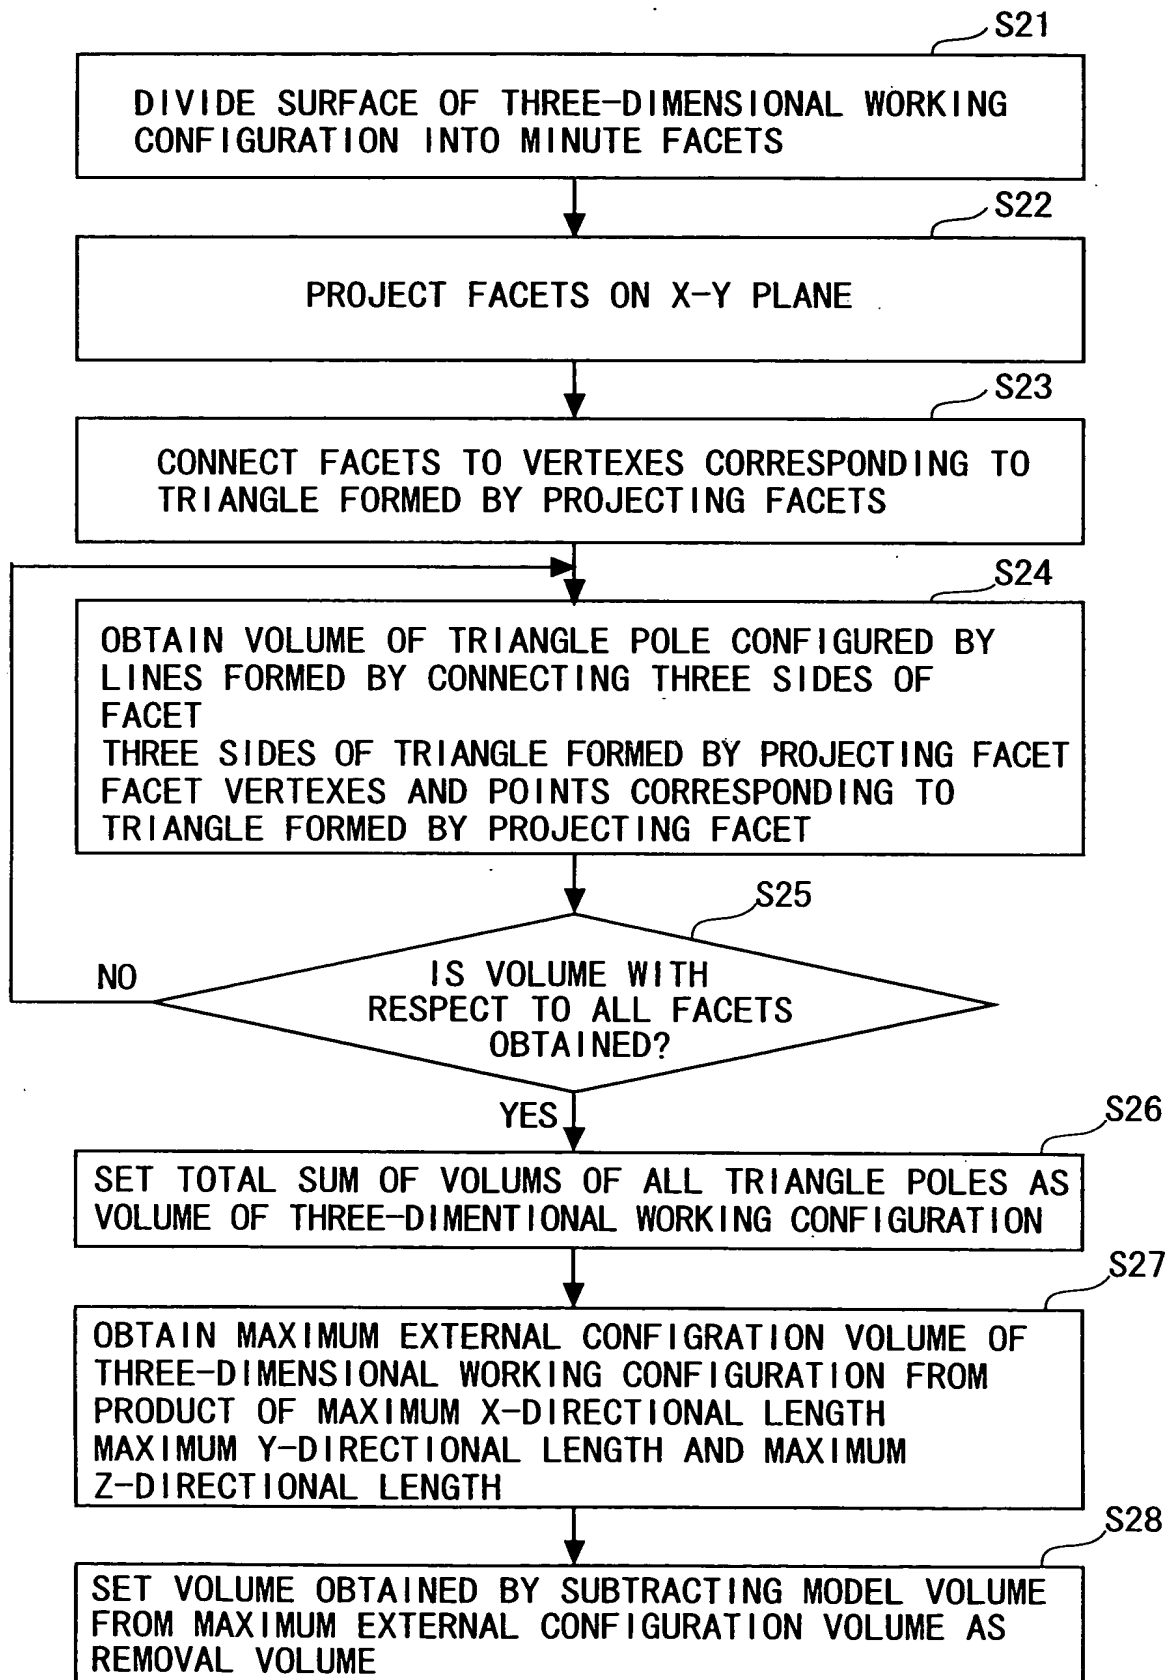 S21
DIVIDE SURFACE OF THREE-DIMENSIONAL WORKING
CONFIGURATION INTO MINUTE FACETS
S22
PROJECT FACETS ON X-Y PLANE
S23
CONNECT FACETS TO VERTEXES CORRESPONDING TO
TRIANGLE FORMED BY PROJECTING FACETS
S24
OBTAIN VOLUME OF TRIANGLE POLE CONFIGURED BY
LINES FORMED BY CONNECTING THREE SIDES OF
FACET
THREE SIDES OF TRIANGLE FORMED BY PROJECTING FACET
FACET VERTEXES AND POINTS CORRESPONDING TO
TRIANGLE FORMED BY PROJECTING FACET
S25
IS VOLUME WITH
RESPECT TO ALL FACETS
OBTAINED?
NO
YES
S26
SET TOTAL SUM OF VOLUMS OF ALL TRIANGLE POLES AS
VOLUME OF THREE-DIMENTIONAL WORKING CONFIGURATION
S27
OBTAIN MAXIMUM EXTERNAL CONFIGRATION VOLUME OF
THREE-DIMENSIONAL WORKING CONFIGURATION FROM
PRODUCT OF MAXIMUM X-DIRECTIONAL LENGTH
MAXIMUM Y-DIRECTIONAL LENGTH AND MAXIMUM
Z-DIRECTIONAL LENGTH
S28
SET VOLUME OBTAINED BY SUBTRACTING MODEL VOLUME
FROM MAXIMUM EXTERNAL CONFIGURATION VOLUME AS
REMOVAL VOLUME